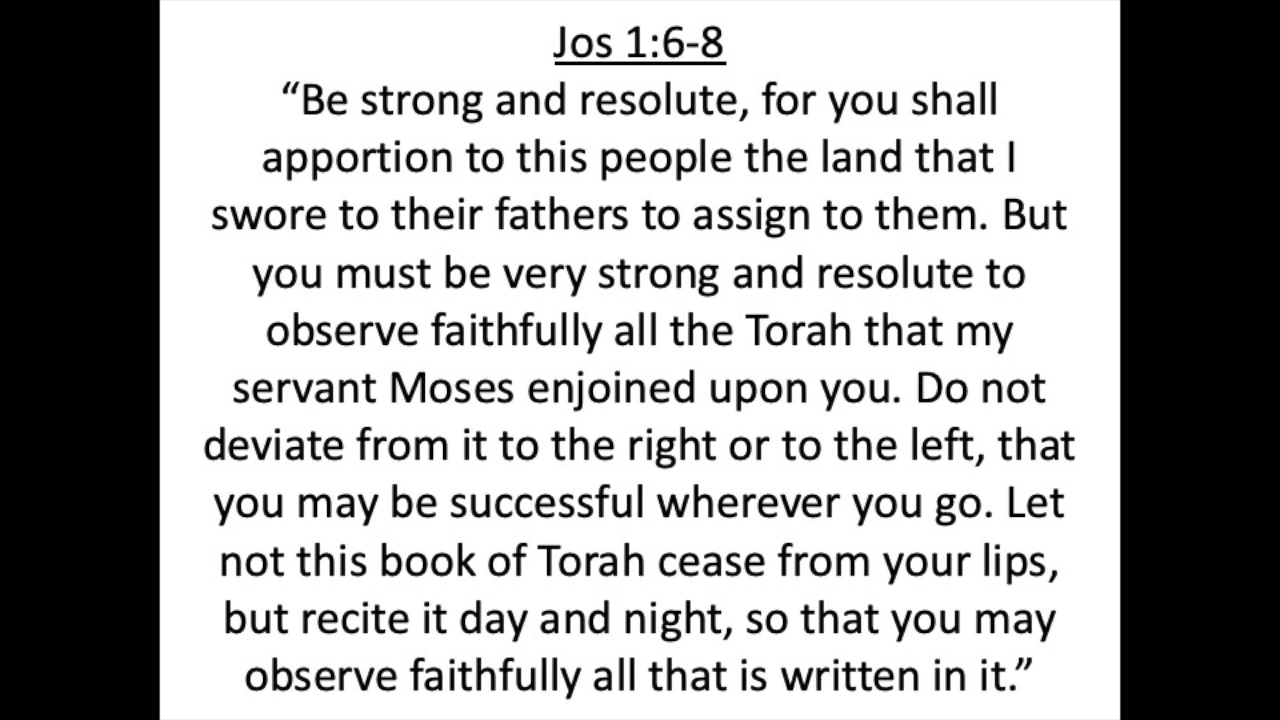 Jos 1:6-8
“Be strong and resolute, for you shall
apportion to this people the land that I
swore to their fathers to assign to them. But
you must be very strong and resolute to
observe faithfully all the Torah that my
servant Moses enjoined upon you. Do not
deviate from it to the right or to the left, that
you may be successful wherever you go. Let
not this book of Torah cease from your lips,
but recite it day and night, so that you may
observe faithfully all that is written in it.”